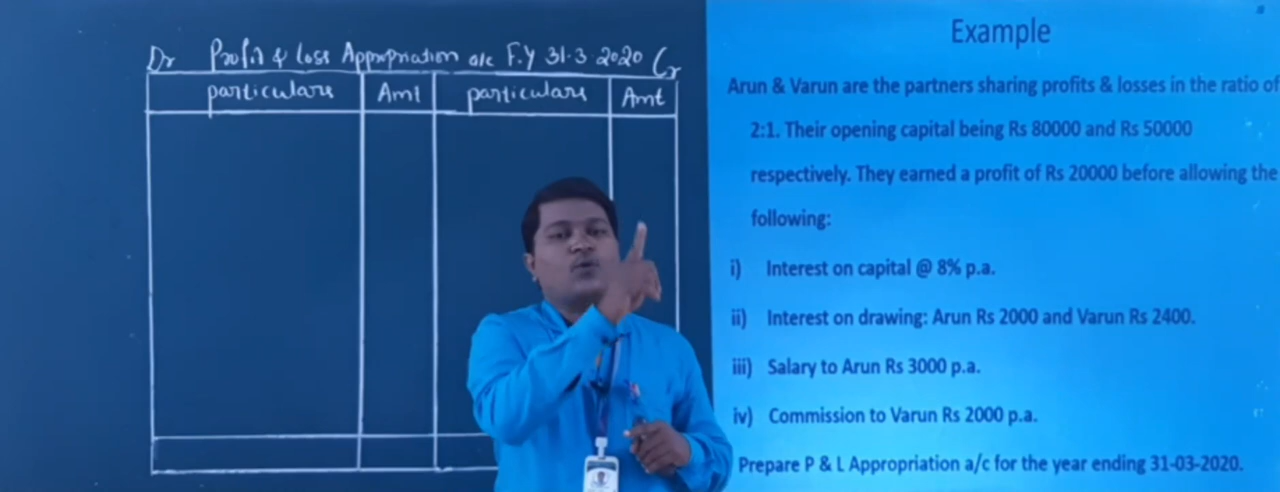 Dr Profit & Loss Appropriation a/c F.Y 31.3.2020 Cr
particulars Amt particulars Amt
Example
Arun & Varun are the partners sharing profits & losses in the ratio of
2:1. Their opening capital being Rs 80000 and Rs 50000
respectively. They earned a profit of Rs 20000 before allowing the
following:
i) Interest on capital @ 8% p.a.
ii) Interest on drawing: Arun Rs 2000 and Varun Rs 2400.
iii) Salary to Arun Rs 3000 p.a.
iv) Commission to Varun Rs 2000 p.a.
Prepare P & L Appropriation a/c for the year ending 31-03-2020.